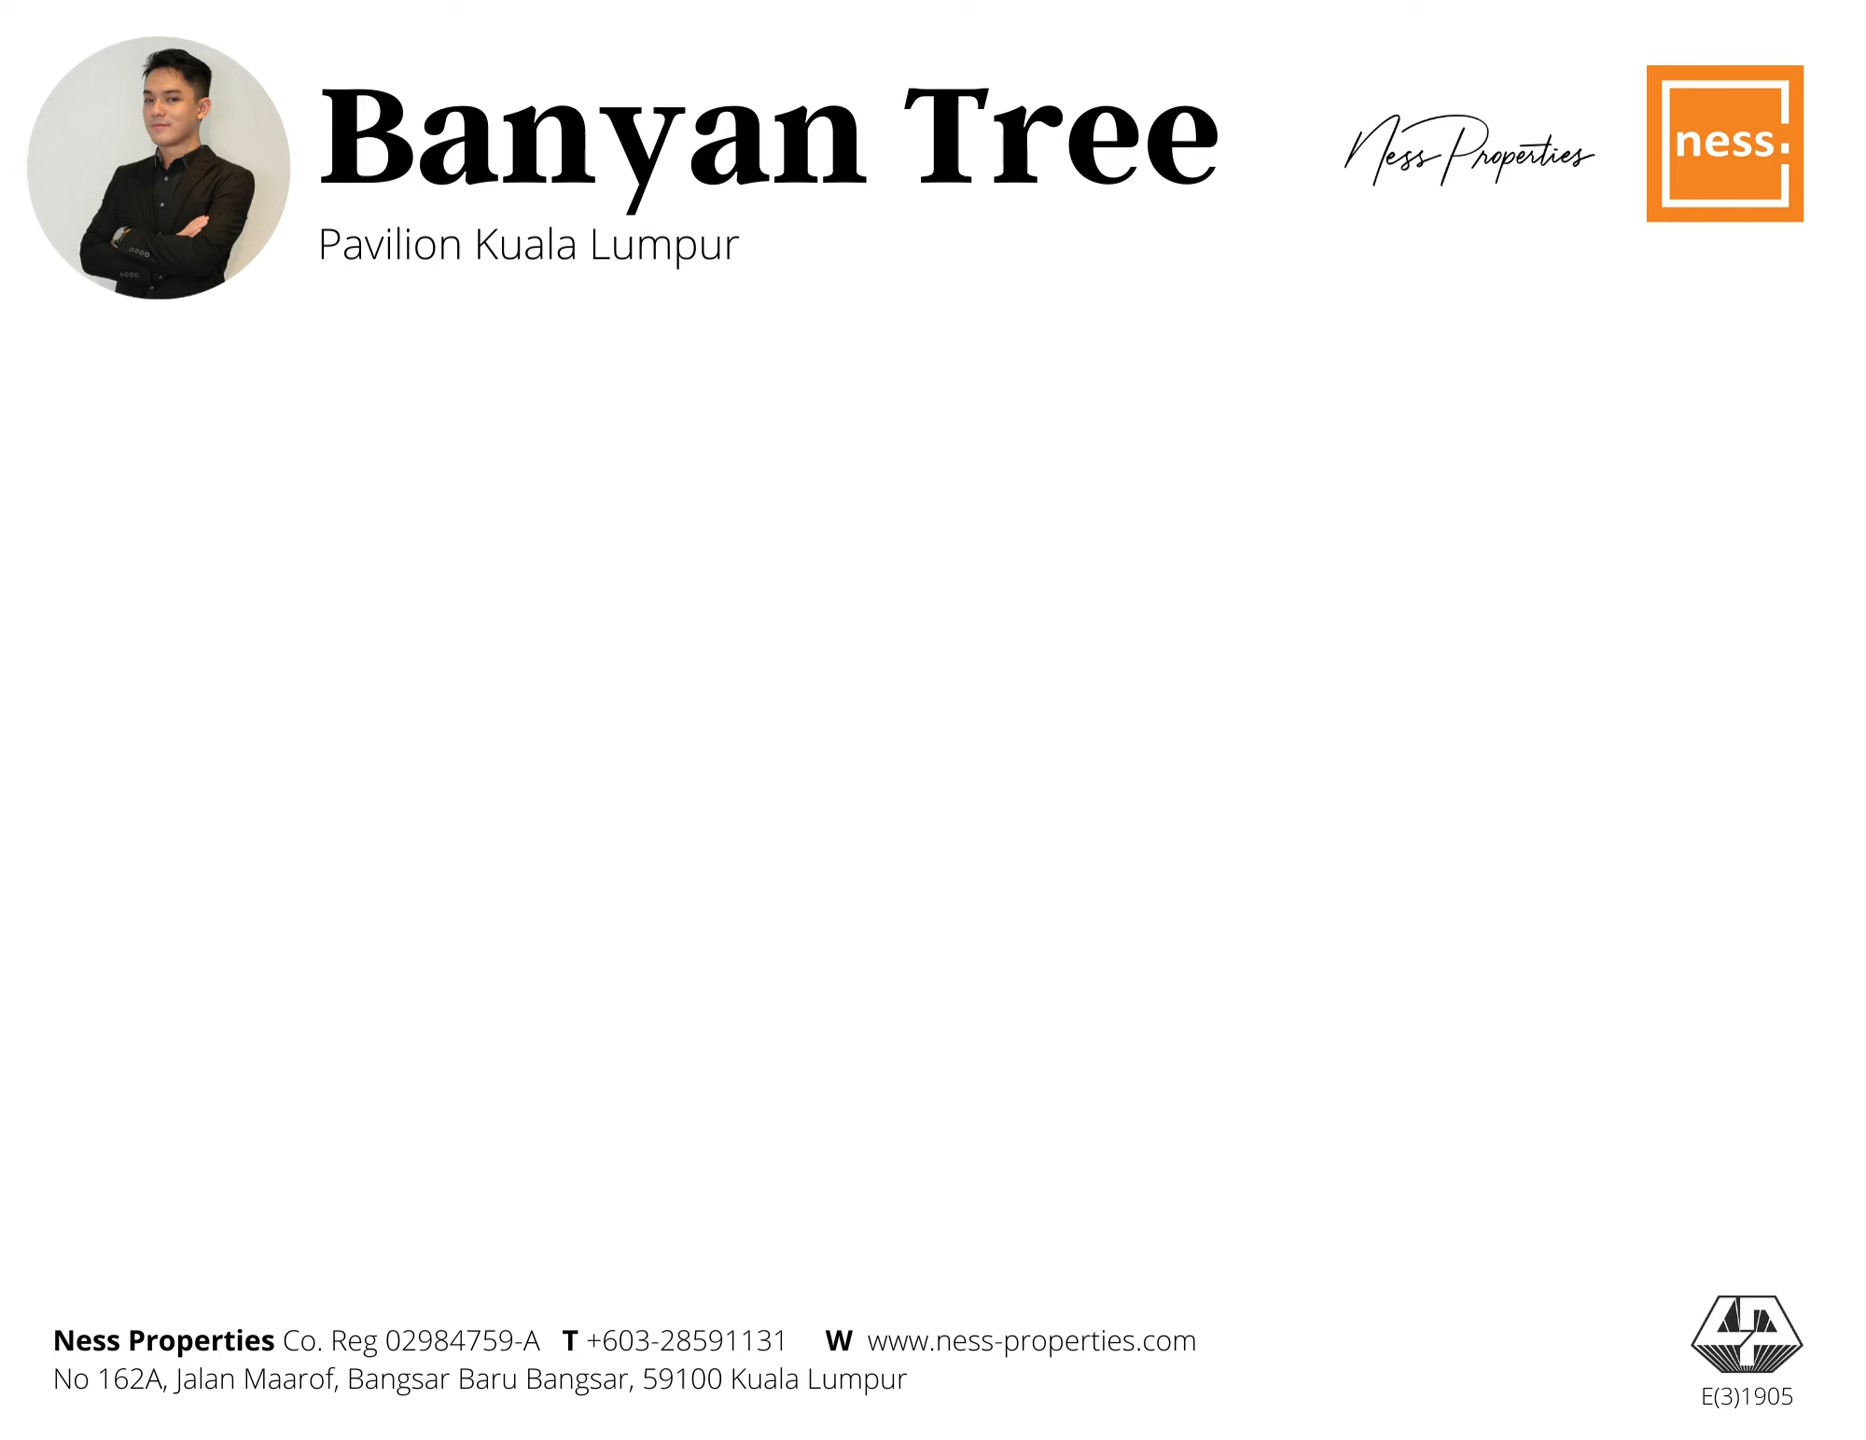 Banyan Tree
Pavilion Kuala Lumpur
Ness Properties
ness.
Ness Properties Co. Reg 02984759-A T +603-28591131 W www.ness-properties.com
No 162A, Jalan Maarof, Bangsar Baru Bangsar, 59100 Kuala Lumpur
E(3)1905